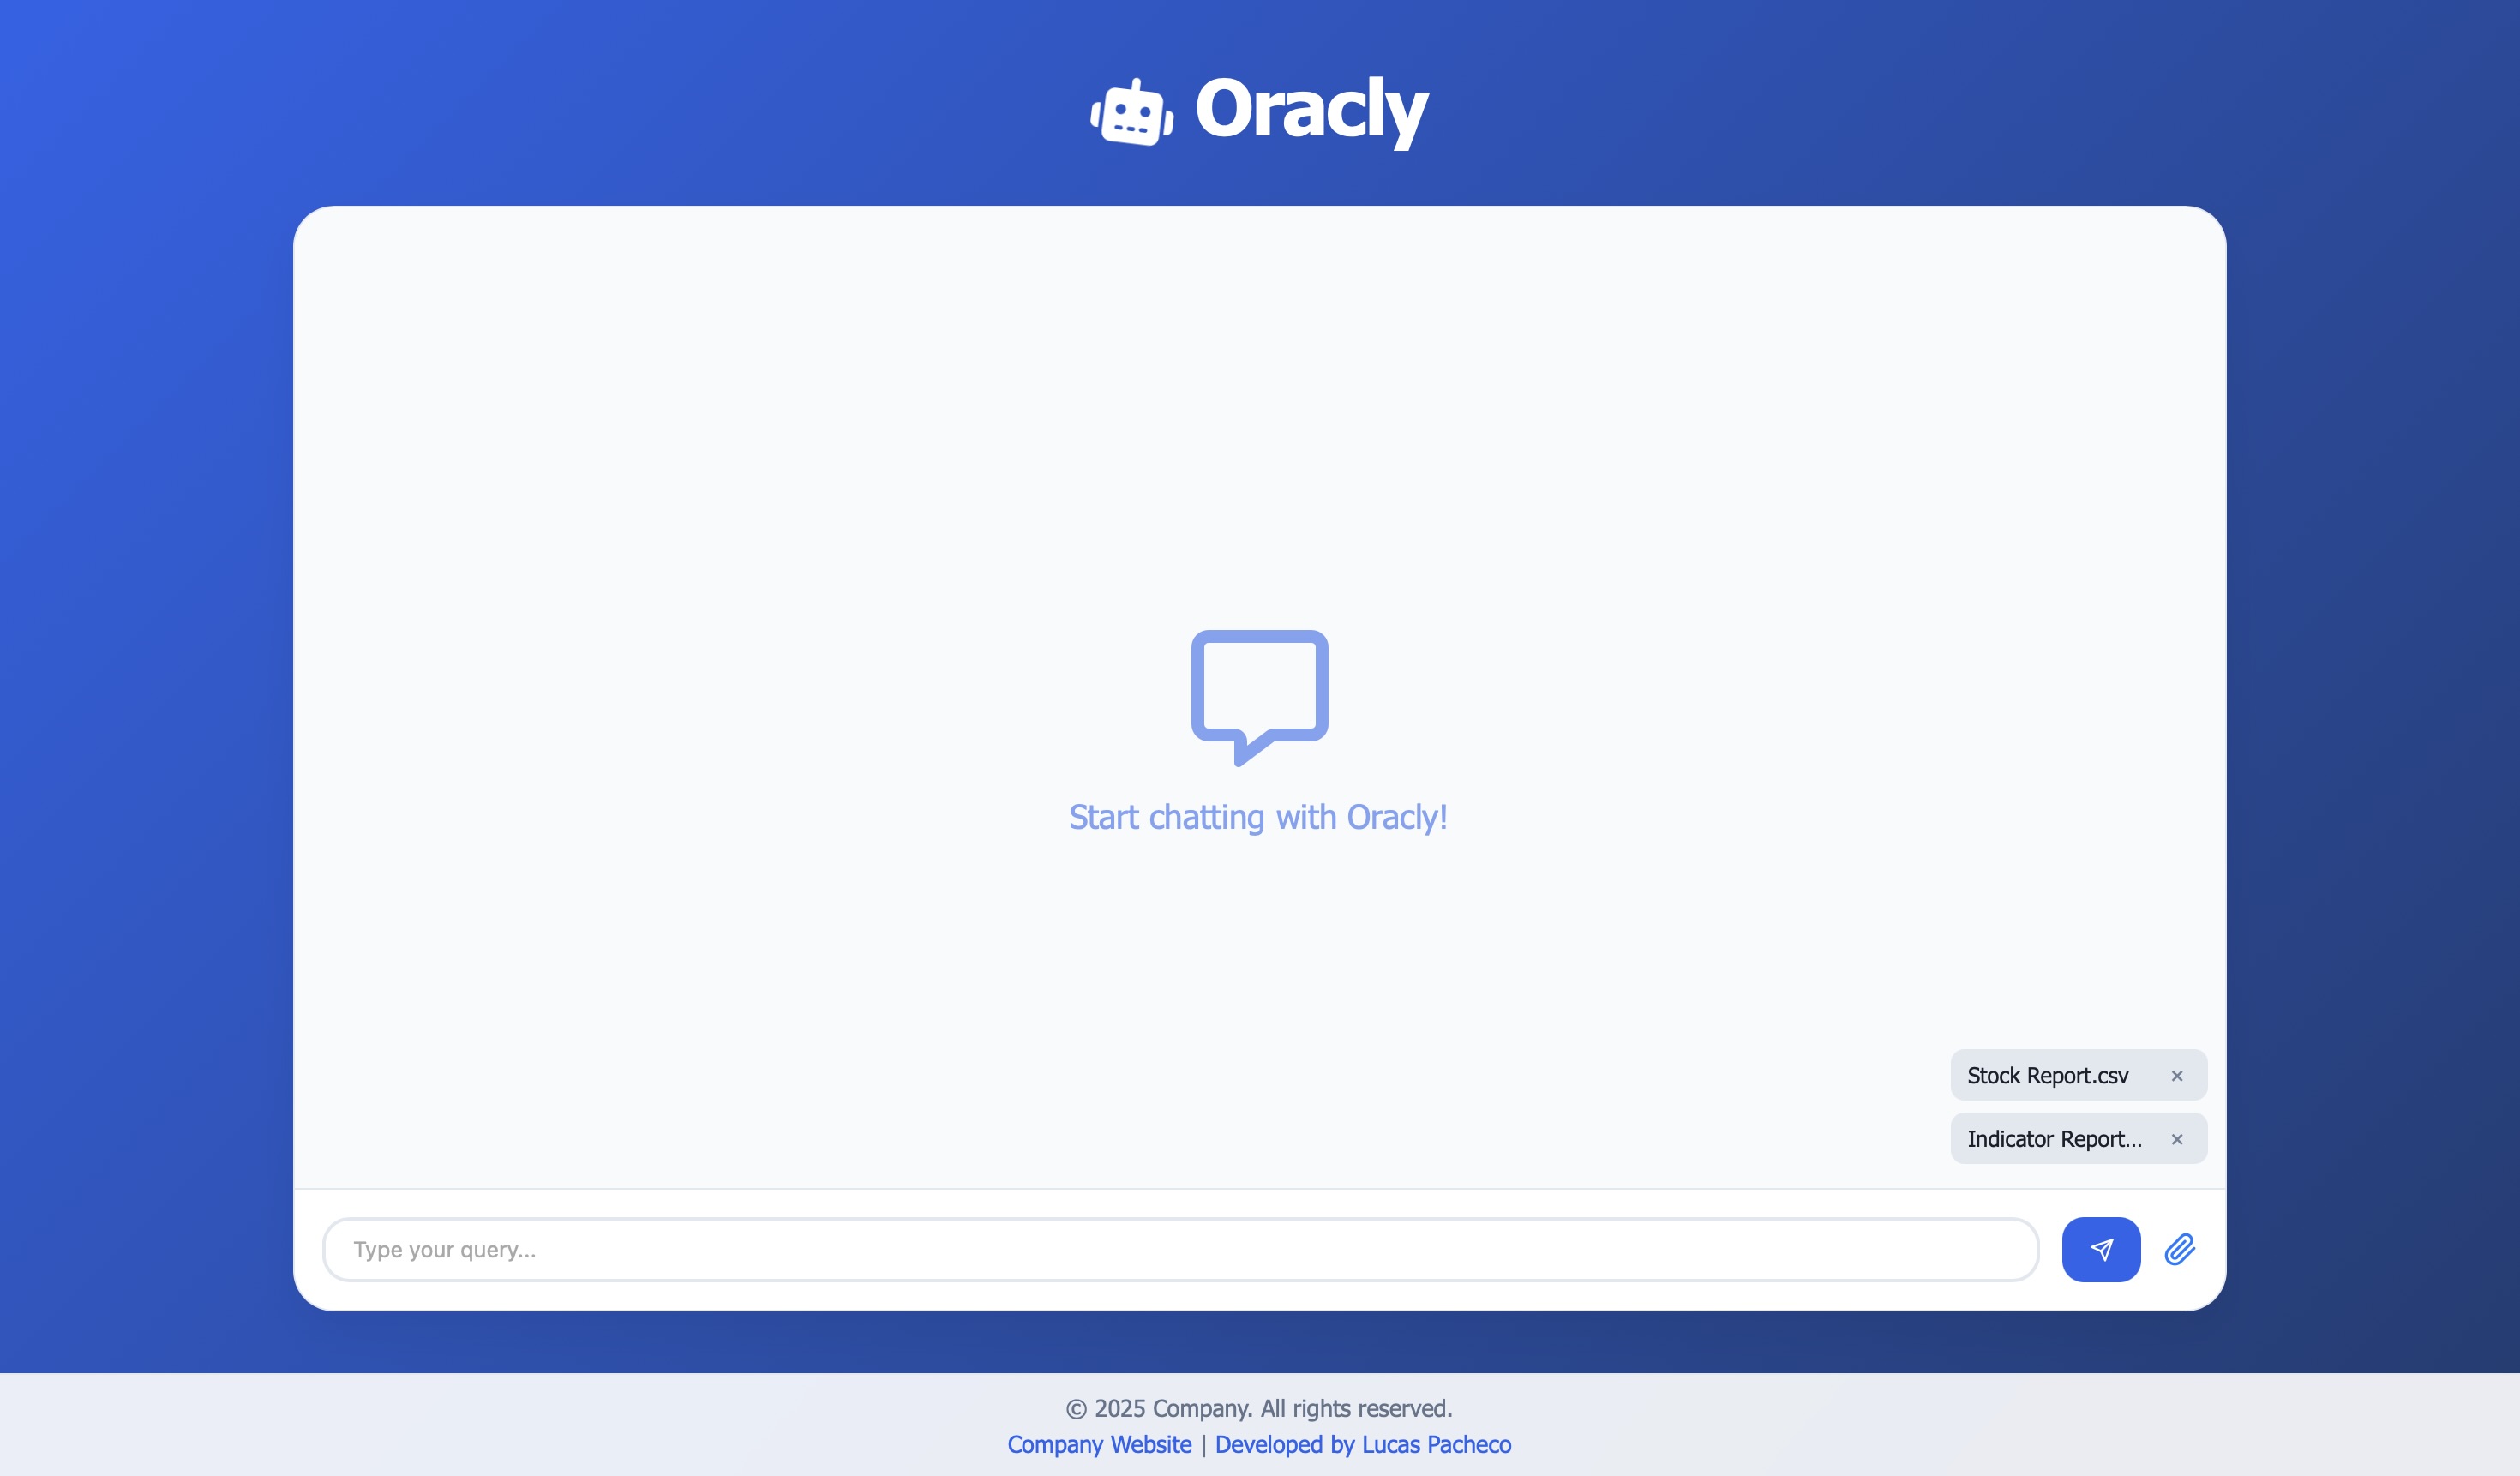 Oracly
Start chatting with Oracly!
Stock Report.csv ×
Indicator Report... ×
Type your query...
© 2025 Company. All rights reserved.
Company Website | Developed by Lucas Pacheco